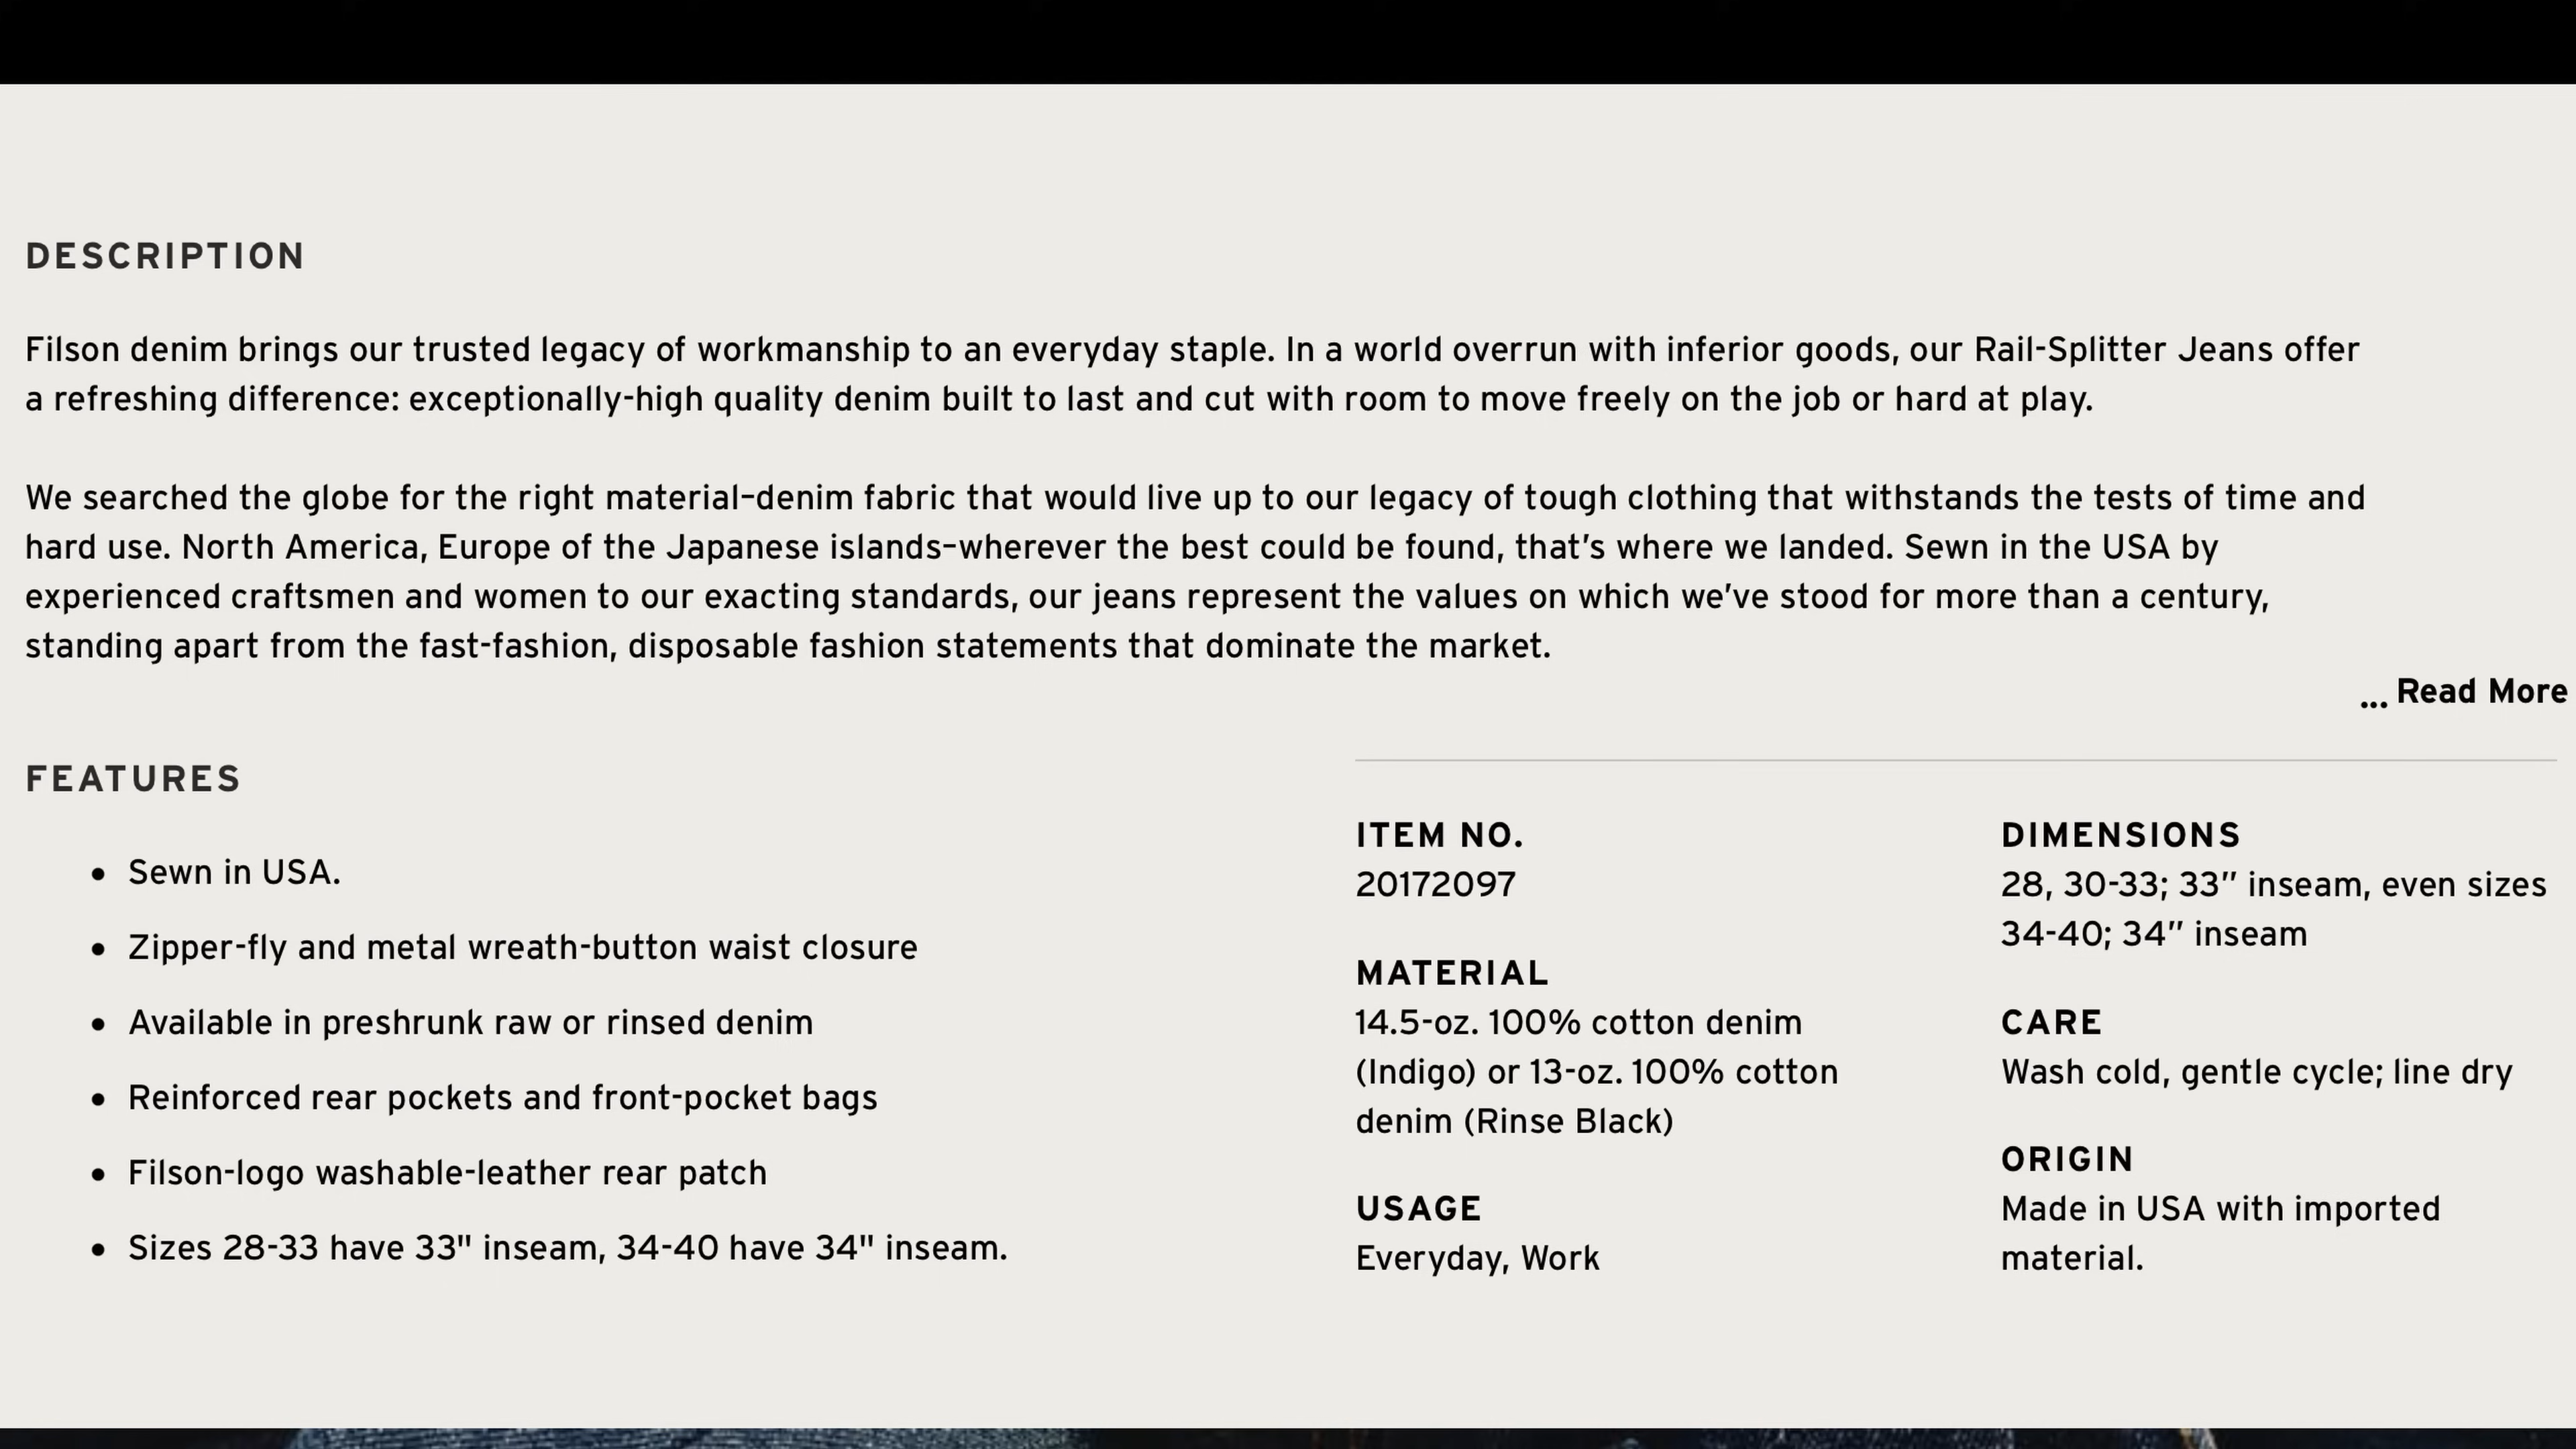 DESCRIPTION
Filson denim brings our trusted legacy of workmanship to an everyday staple. In a world overrun with inferior goods, our Rail-Splitter Jeans offer
a refreshing difference: exceptionally-high quality denim built to last and cut with room to move freely on the job or hard at play.
We searched the globe for the right material–denim fabric that would live up to our legacy of tough clothing that withstands the tests of time and
hard use. North America, Europe of the Japanese islands–wherever the best could be found, that’s where we landed. Sewn in the USA by
experienced craftsmen and women to our exacting standards, our jeans represent the values on which we’ve stood for more than a century,
standing apart from the fast-fashion, disposable fashion statements that dominate the market.
... Read More
FEATURES
• Sewn in USA.
• Zipper-fly and metal wreath-button waist closure
• Available in preshrunk raw or rinsed denim
• Reinforced rear pockets and front-pocket bags
• Filson-logo washable-leather rear patch
• Sizes 28-33 have 33" inseam, 34-40 have 34" inseam.
ITEM NO.
20172097
MATERIAL
14.5-oz. 100% cotton denim
(Indigo) or 13-oz. 100% cotton
denim (Rinse Black)
USAGE
Everyday, Work
DIMENSIONS
28, 30-33; 33” inseam, even sizes
34-40; 34” inseam
CARE
Wash cold, gentle cycle; line dry
ORIGIN
Made in USA with imported
material.